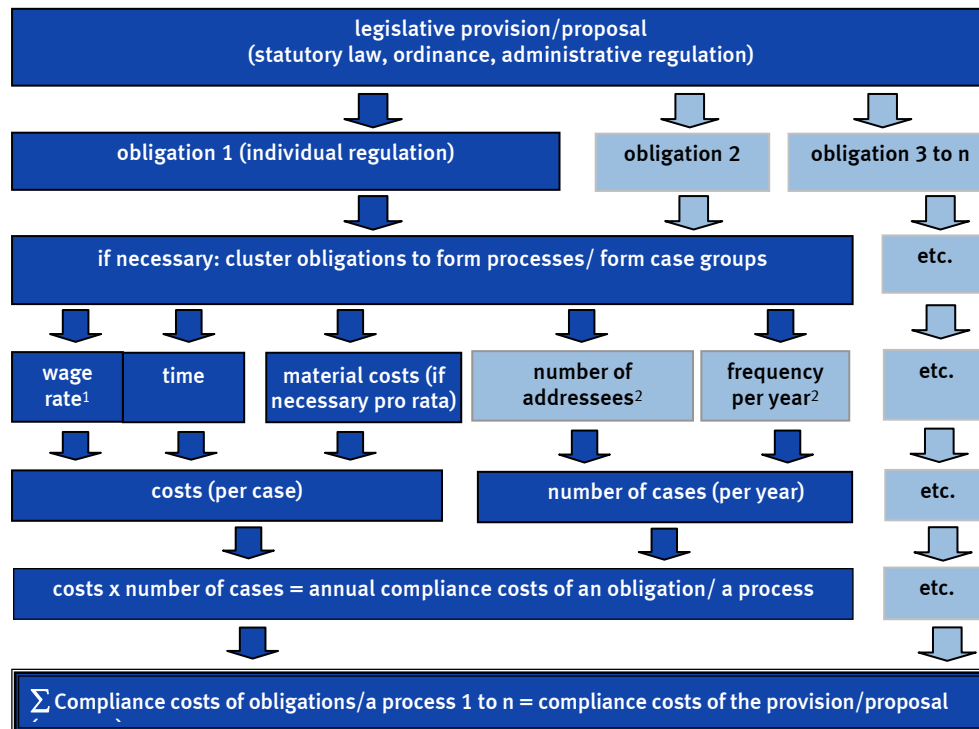 legislative provision/proposal
(statutory law, ordinance, administrative regulation)
obligation 1 (individual regulation)
obligation 2
obligation 3 to n
if necessary: cluster obligations to form processes/ form case groups
etc.
wage
rate¹
time
material costs (if
necessary pro rata)
number of
addressees²
frequency
per year²
etc.
costs (per case)
number of cases (per year)
etc.
costs x number of cases = annual compliance costs of an obligation/ a process
etc.
∑ Compliance costs of obligations/a process 1 to n = compliance costs of the provision/proposal